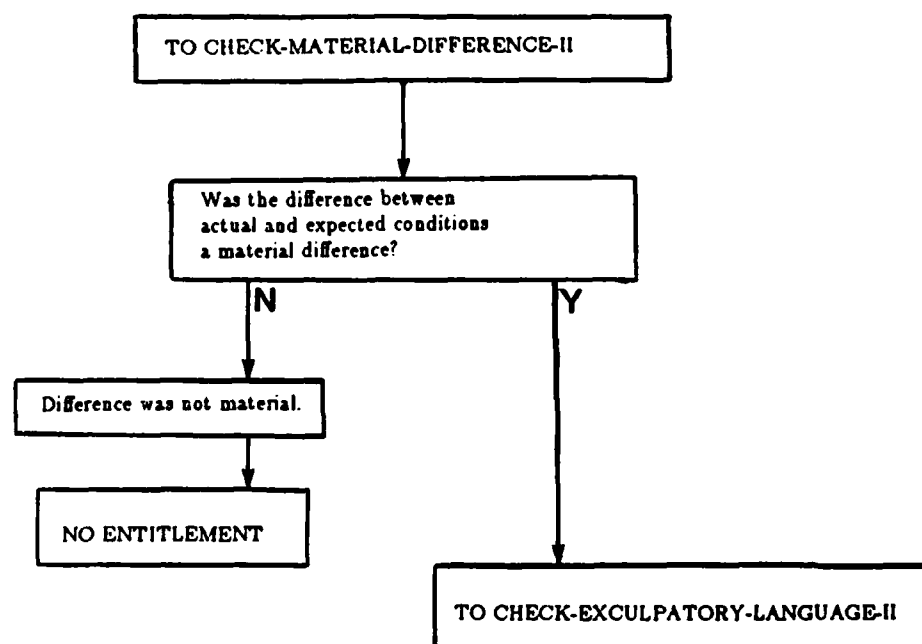 TO CHECK-MATERIAL-DIFFERENCE-II
Was the difference between
actual and expected conditions
a material difference?
N
Y
Difference was not material.
NO ENTITLEMENT
TO CHECK-EXCULPATORY-LANGUAGE-II